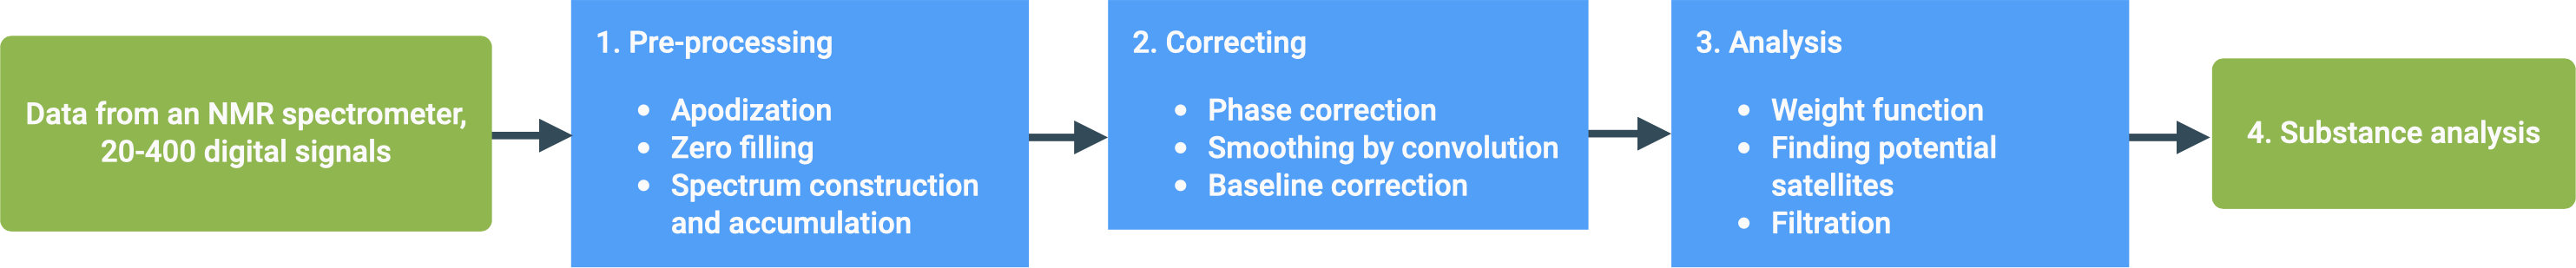 Data from an NMR spectrometer,
20-400 digital signals
1. Pre-processing
• Apodization
• Zero filling
• Spectrum construction
and accumulation
2. Correcting
• Phase correction
• Smoothing by convolution
• Baseline correction
3. Analysis
• Weight function
• Finding potential
satellites
• Filtration
4. Substance analysis